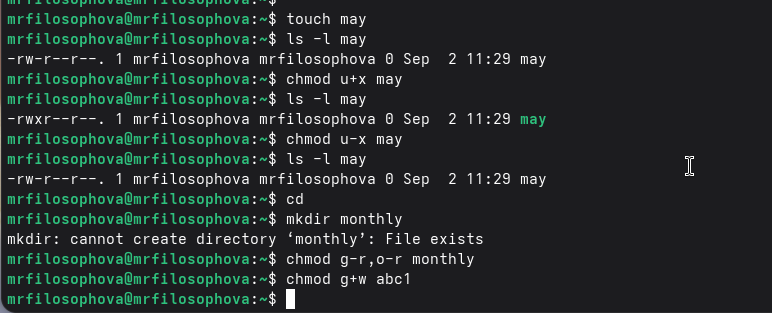 mrfilosophova@mrfilosophova:~$ touch may
mrfilosophova@mrfilosophova:~$ ls -l may
-rw-r--r--. 1 mrfilosophova mrfilosophova 0 Sep  2 11:29 may
mrfilosophova@mrfilosophova:~$ chmod u+x may
mrfilosophova@mrfilosophova:~$ ls -l may
-rwxr--r--. 1 mrfilosophova mrfilosophova 0 Sep  2 11:29 may
mrfilosophova@mrfilosophova:~$ chmod u-x may
mrfilosophova@mrfilosophova:~$ ls -l may
-rw-r--r--. 1 mrfilosophova mrfilosophova 0 Sep  2 11:29 may
mrfilosophova@mrfilosophova:~$ cd
mrfilosophova@mrfilosophova:~$ mkdir monthly
mkdir: cannot create directory ‘monthly’: File exists
mrfilosophova@mrfilosophova:~$ chmod g-r,o-r monthly
mrfilosophova@mrfilosophova:~$ chmod g+w abc1
mrfilosophova@mrfilosophova:~$